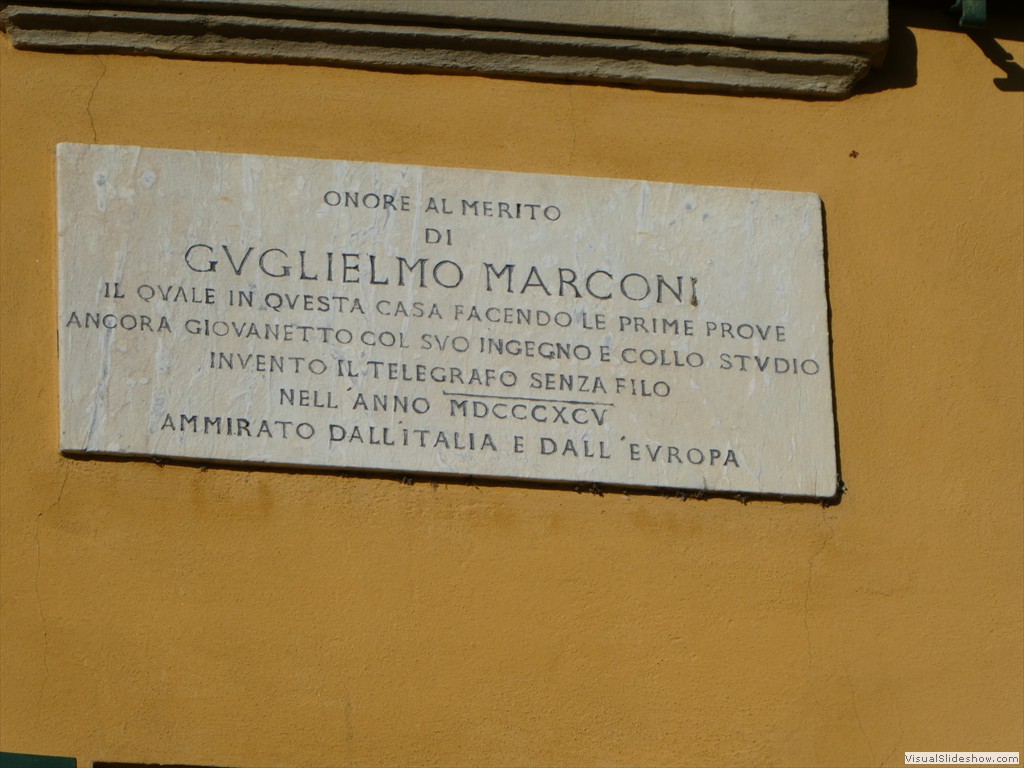 ONORE AL MERITO
DI
GVGLIELMO MARCONI
IL QVALE IN QVESTA CASA FACENDO LE PRIME PROVE
ANCORA GIOVANETTO COL SVO INGEGNO E COLLO STVDIO
INVENTO IL TELEGRAFO SENZA FILO
NELL'ANNO MDCCCXCV
AMMIRATO DALL'ITALIA E DALL'EVROPA
VisualSlideshow.com